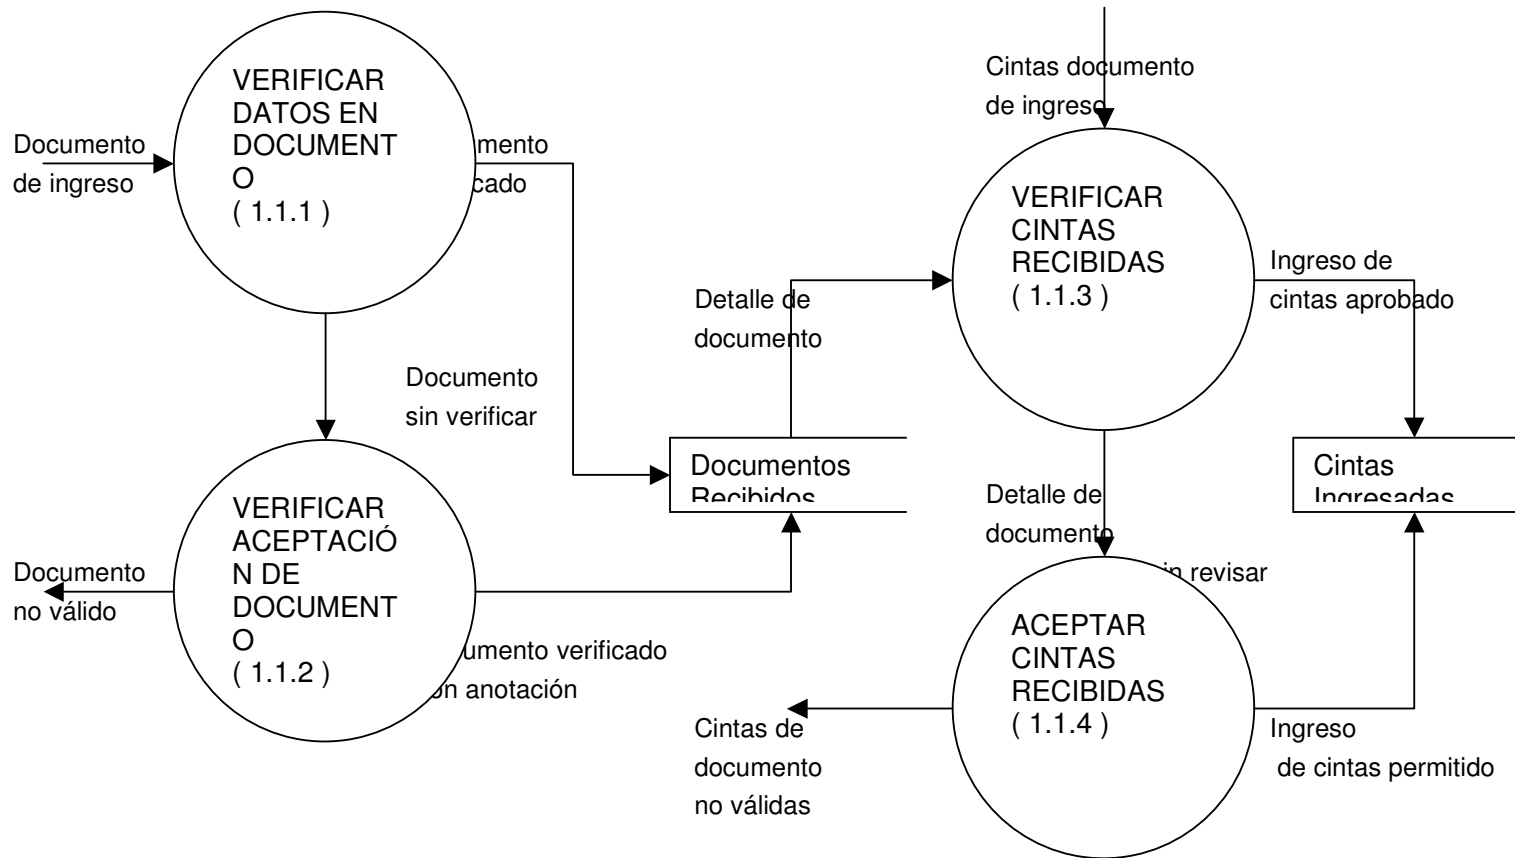 VERIFICAR
DATOS EN
DOCUMENT
O
( 1.1.1 )
Documento
de ingreso
mento
cado
Documento
sin verificar
VERIFICAR
ACEPTACIÓ
N DE
DOCUMENT
O
( 1.1.2 )
Documento
no válido
umento verificado
ón anotación
Documentos
Recibidos
Detalle de
documento
Cintas documento
de ingreso
VERIFICAR
CINTAS
RECIBIDAS
( 1.1.3 )
Ingreso de
cintas aprobado
Cintas
Ingresadas
Detalle de
documento
in revisar
ACEPTAR
CINTAS
RECIBIDAS
( 1.1.4 )
Cintas de
documento
no válidas
Ingreso
de cintas permitido